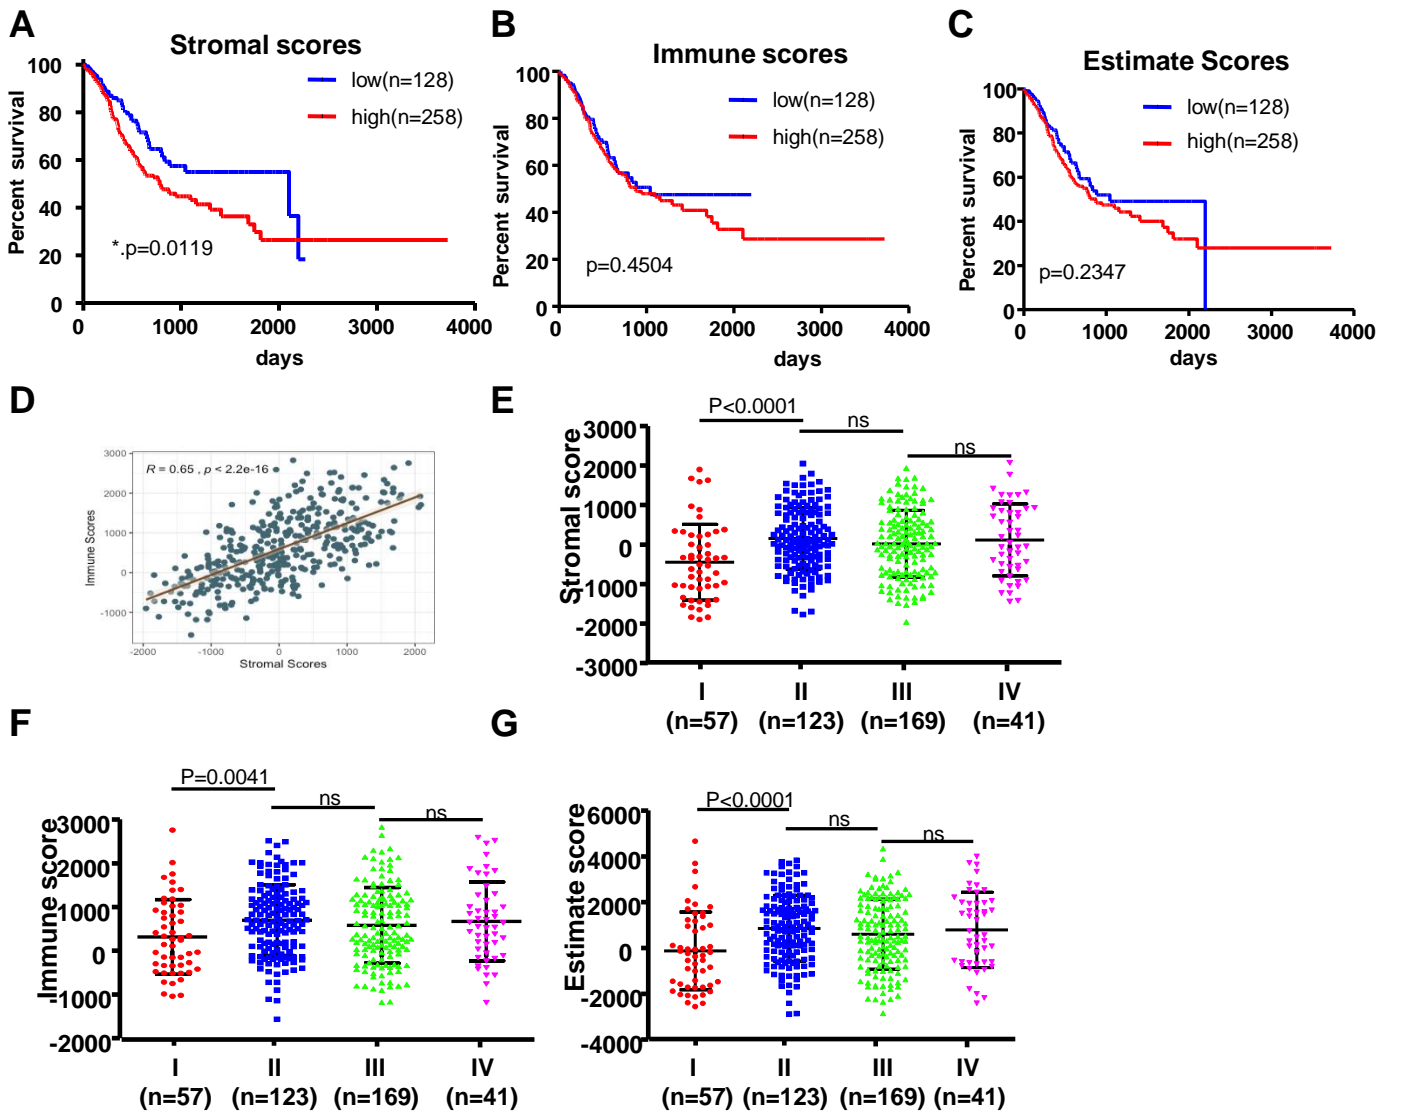 A
Stromal scores
low(n=128)
high(n=258)
Percent survival
100
80
60
40
20
0
*.p=0.0119
0 1000 2000 3000 4000
days
B
Immune scores
low(n=128)
high(n=258)
Percent survival
100
80
60
40
20
0
p=0.4504
0 1000 2000 3000 4000
days
C
Estimate Scores
low(n=128)
high(n=258)
Percent survival
100
80
60
40
20
0
p=0.2347
0 1000 2000 3000 4000
days
D
R = 0.65 , p < 2.2e-16
Immune Scores
3000
2000
1000
0
-1000
-2000 -1000 0 1000 2000
Stromal Scores
E
P<0.0001
ns
ns
Stromal score
3000
2000
1000
0
-1000
-2000
-3000
I II III IV
(n=57) (n=123) (n=169) (n=41)
F
P=0.0041
ns
ns
Immune score
3000
2000
1000
0
-1000
-2000
I II III IV
(n=57) (n=123) (n=169) (n=41)
G
P<0.0001
ns
ns
Estimate score
6000
4000
2000
0
-2000
-4000
I II III IV
(n=57) (n=123) (n=169) (n=41)